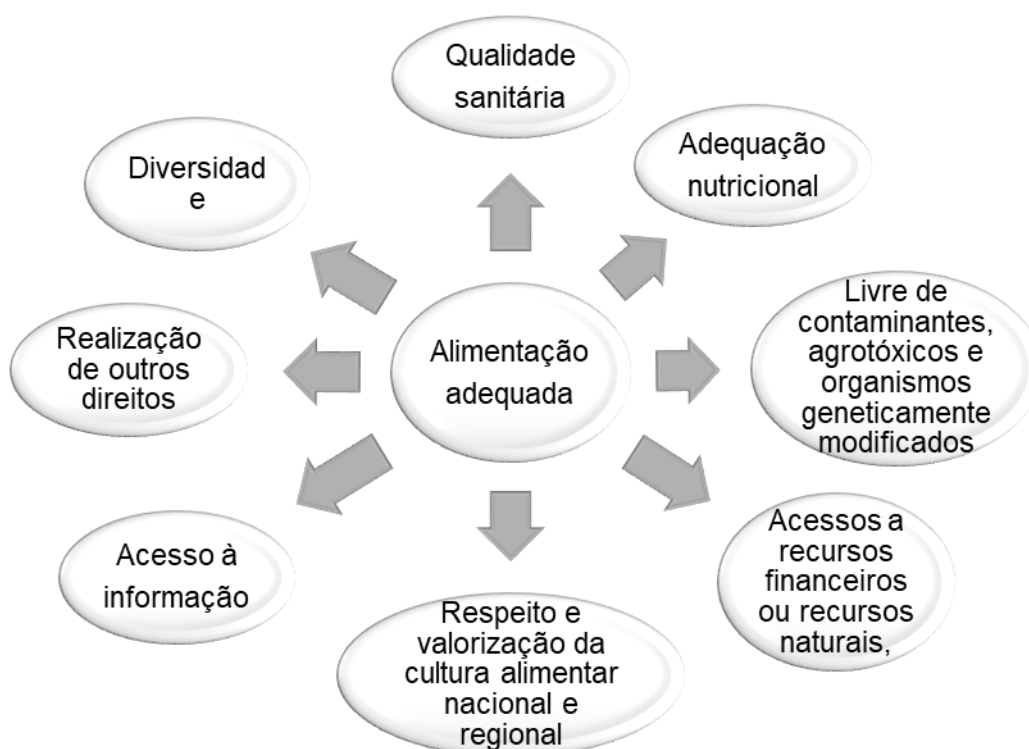 Qualidade
sanitária
Adequação
nutricional
Diversidad
e
Livre de
contaminantes,
agrotóxicos e
organismos
geneticamente
modificados
Realização
de outros
direitos
Alimentação
adequada
Acessos a
recursos
financeiros
ou recursos
naturais,
Acesso à
informação
Respeito e
valorização da
cultura alimentar
nacional e
regional